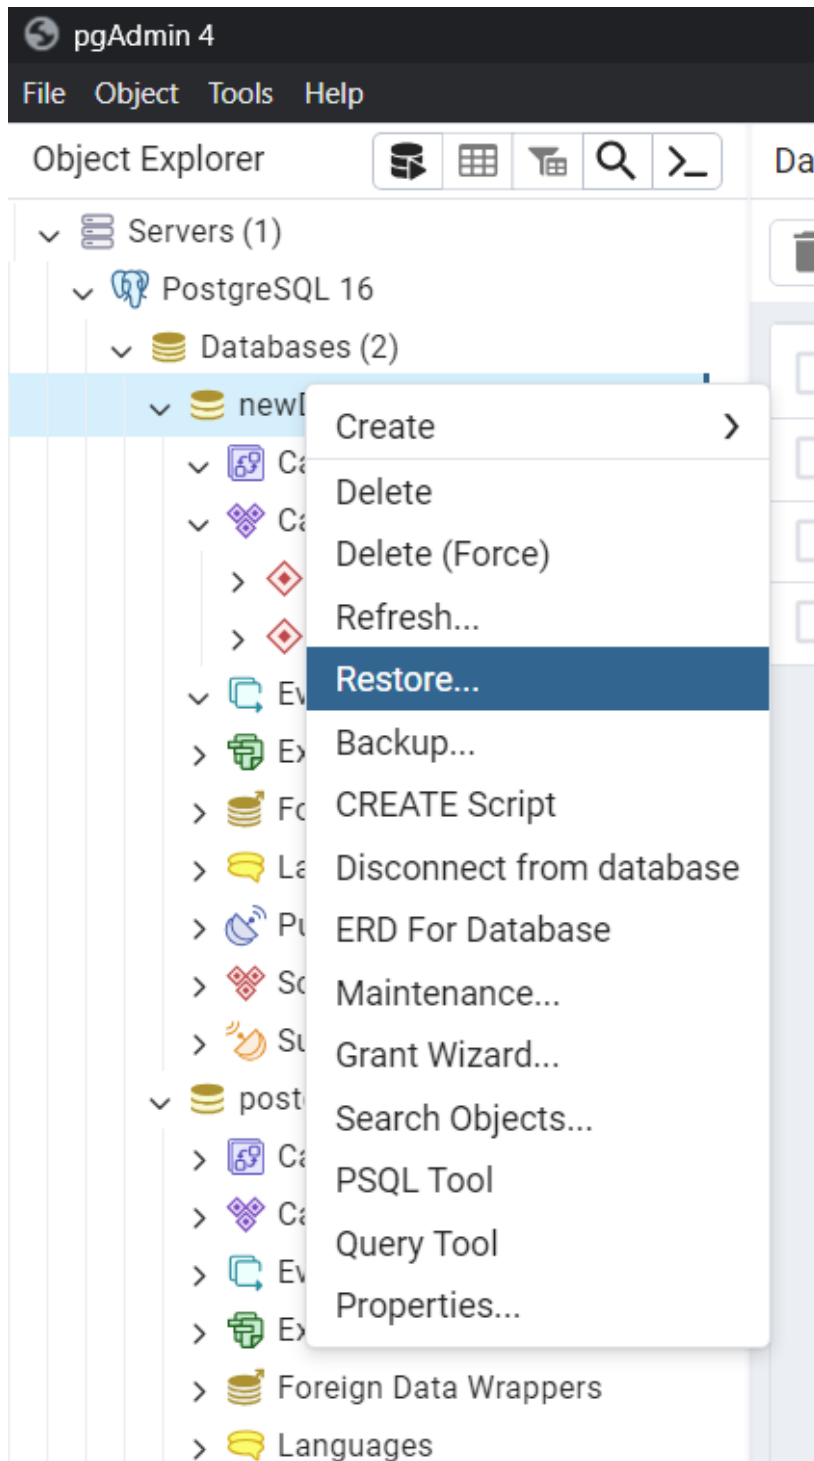 pgAdmin 4
File Object Tools Help
Object Explorer
Servers (1)
PostgreSQL 16
Databases (2)
Create
Delete
Delete (Force)
Refresh...
Restore...
Backup...
CREATE Script
Disconnect from database
ERD For Database
Maintenance...
Grant Wizard...
Search Objects...
PSQL Tool
Query Tool
Properties...
Foreign Data Wrappers
Languages